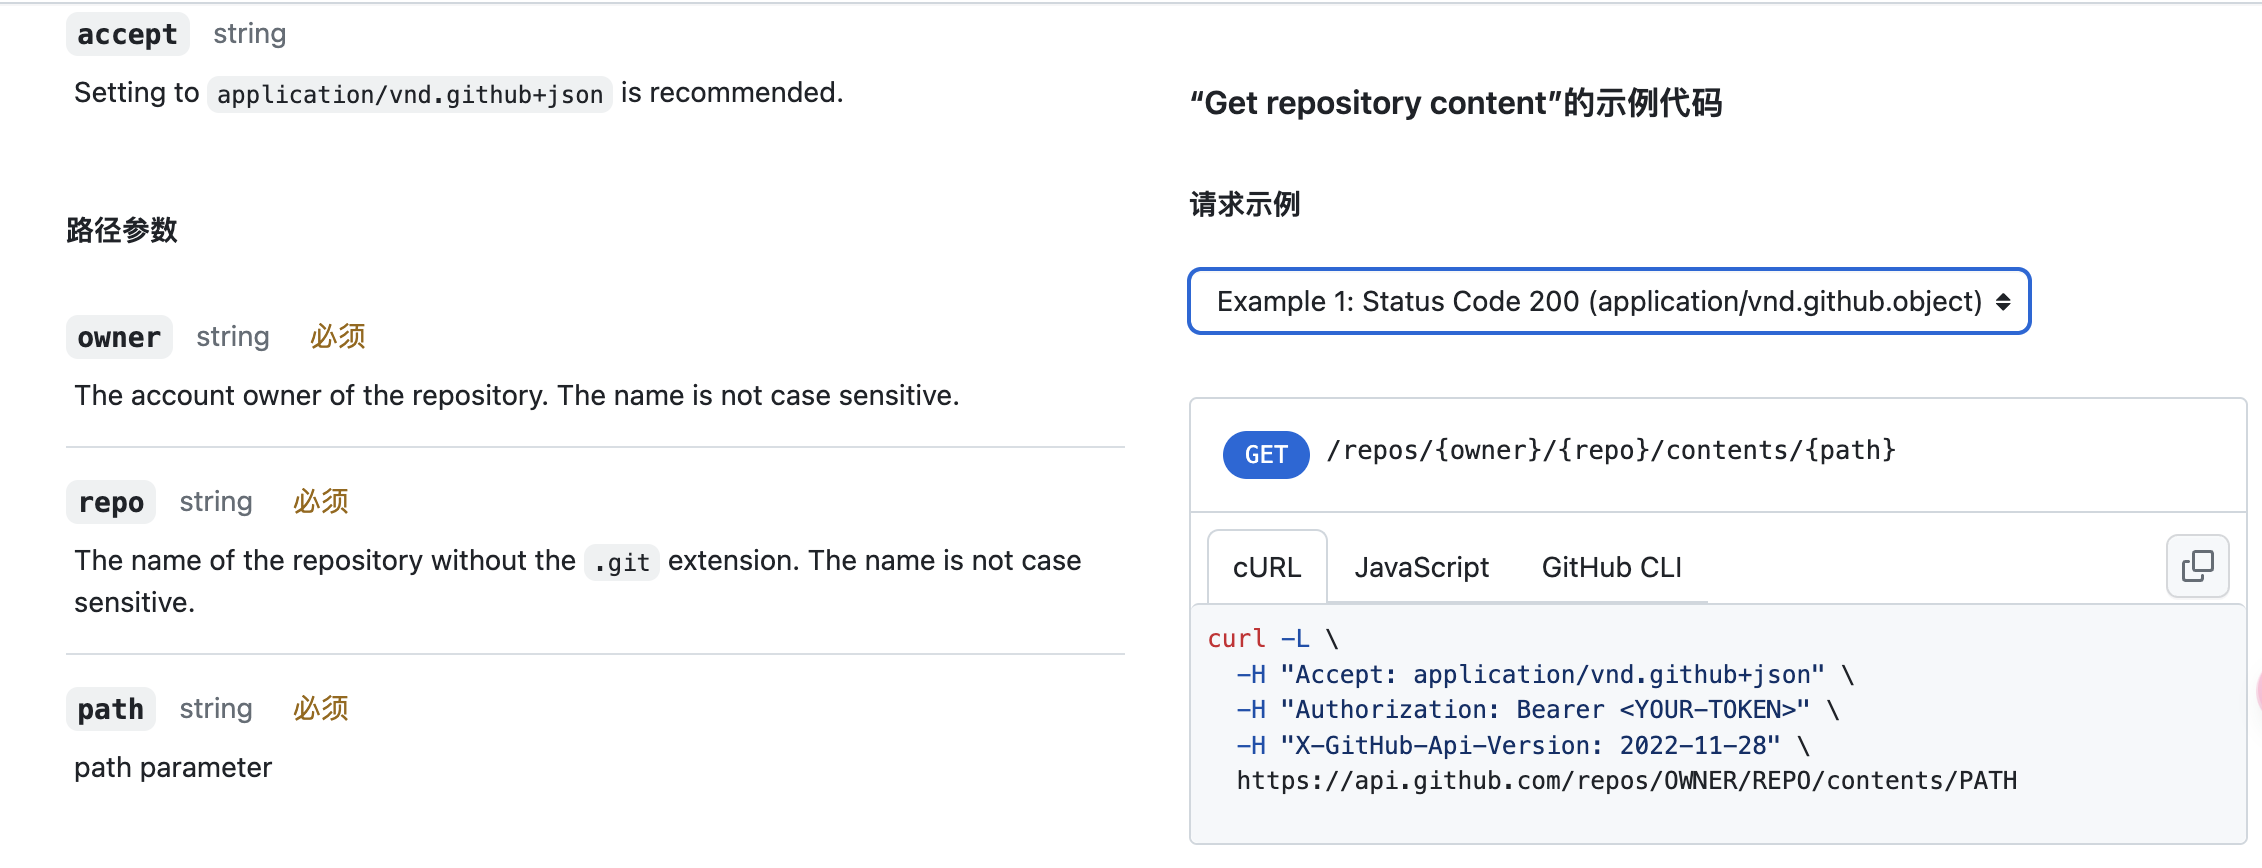 accept string
Setting to application/vnd.github+json is recommended.
路径参数
owner string 必须
The account owner of the repository. The name is not case sensitive.
repo string 必须
The name of the repository without the .git extension. The name is not case
sensitive.
path string 必须
path parameter
“Get repository content”的示例代码
请求示例
Example 1: Status Code 200 (application/vnd.github.object)
GET /repos/{owner}/{repo}/contents/{path}
cURL JavaScript GitHub CLI
curl -L \
  -H "Accept: application/vnd.github+json" \
  -H "Authorization: Bearer <YOUR-TOKEN>" \
  -H "X-GitHub-Api-Version: 2022-11-28" \
  https://api.github.com/repos/OWNER/REPO/contents/PATH